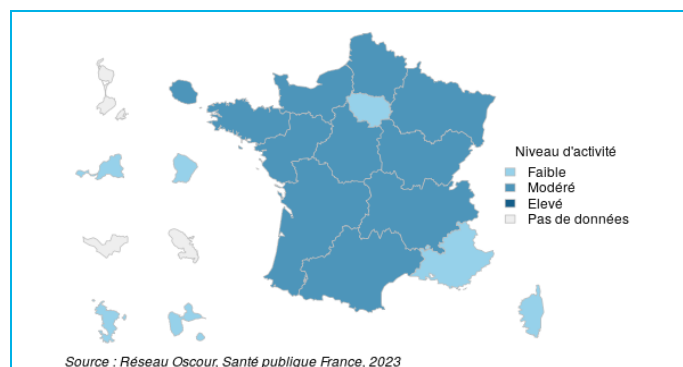 Niveau d'activité
Faible
Modéré
Elevé
Pas de données
Source : Réseau Oscour, Santé publique France, 2023